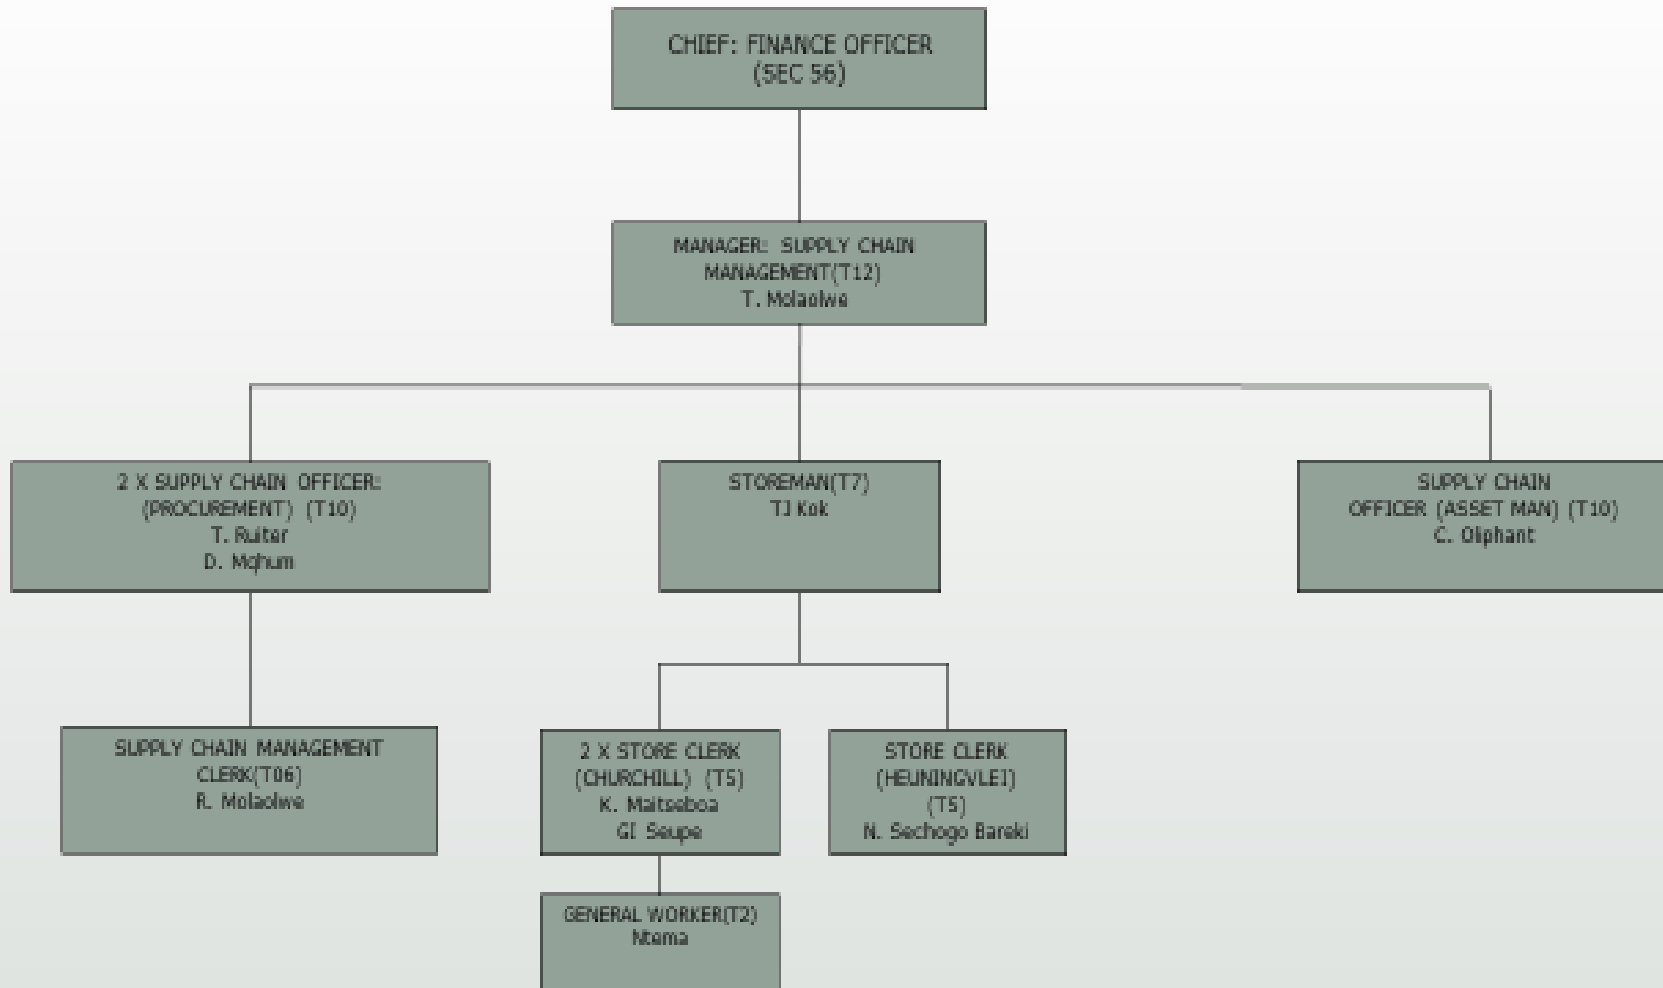 CHIEF: FINANCE OFFICER
(SEC 56)
MANAGER: SUPPLY CHAIN
MANAGEMENT(T12)
T. Molaolwe
2 X SUPPLY CHAIN OFFICER:
(PROCUREMENT) (T10)
T. Ruiter
D. Mqhum
STOREMAN(T7)
TJ Kok
SUPPLY CHAIN
OFFICER (ASSET MAN) (T10)
C. Oliphant
SUPPLY CHAIN MANAGEMENT
CLERK(T06)
R. Molaolwe
2 X STORE CLERK
(CHURCHILL) (T5)
K. Maitseboa
GI Seupe
STORE CLERK
(HEUNINGVLEI)
(T5)
N. Sechogo Bareki
GENERAL WORKER(T2)
Ntema